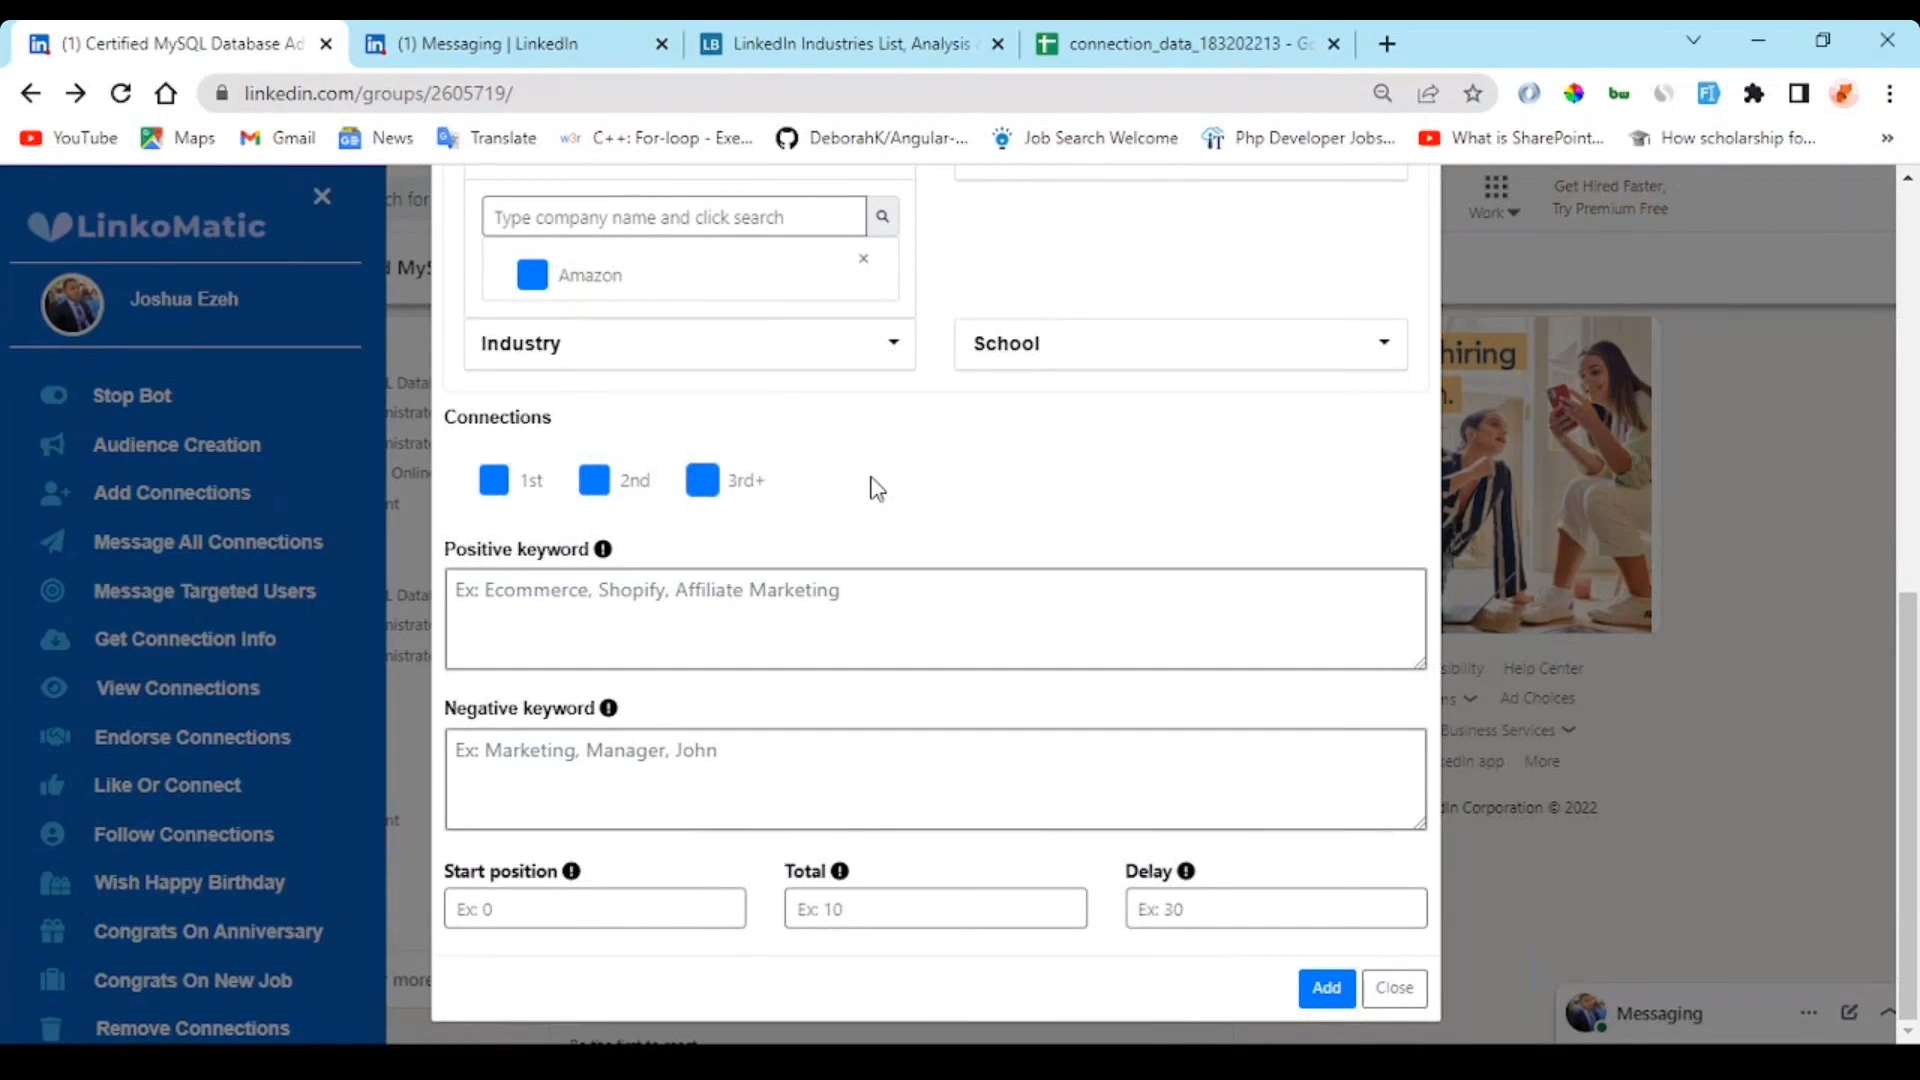 (1) Certified MySQL Database Ad
(1) Messaging | LinkedIn
LinkedIn Industries List, Analysis
connection_data_183202213 - Go
linkedin.com/groups/2605719/
YouTube
Maps
Gmail
News
Translate
C++: For-loop - Exe...
DeborahK/Angular-...
Job Search Welcome
Php Developer Jobs...
What is SharePoint...
How scholarship fo...
LinkoMatic
Joshua Ezeh
Stop Bot
Audience Creation
Add Connections
Message All Connections
Message Targeted Users
Get Connection Info
View Connections
Endorse Connections
Like Or Connect
Follow Connections
Wish Happy Birthday
Congrats On Anniversary
Congrats On New Job
Remove Connections
Type company name and click search
Amazon
Industry
School
Connections
1st
2nd
3rd+
Positive keyword
Ex: Ecommerce, Shopify, Affiliate Marketing
Negative keyword
Ex: Marketing, Manager, John
Start position
Total
Delay
Ex: 0
Ex: 10
Ex: 30
Add
Close
Work
Get Hired Faster,
Try Premium Free
hiring
Help Center
Ad Choices
Business Services
More
Corporation © 2022
Messaging